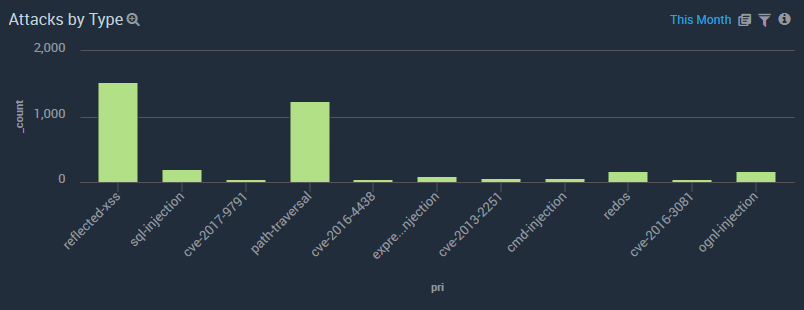 Attacks by Type
This Month
2,000
1,000
0
_count
reflected-xss
sql-injection
cve-2017-9791
path-traversal
cve-2016-4438
expre...njection
cve-2013-2251
cmd-injection
redos
cve-2016-3081
ognl-injection
pri